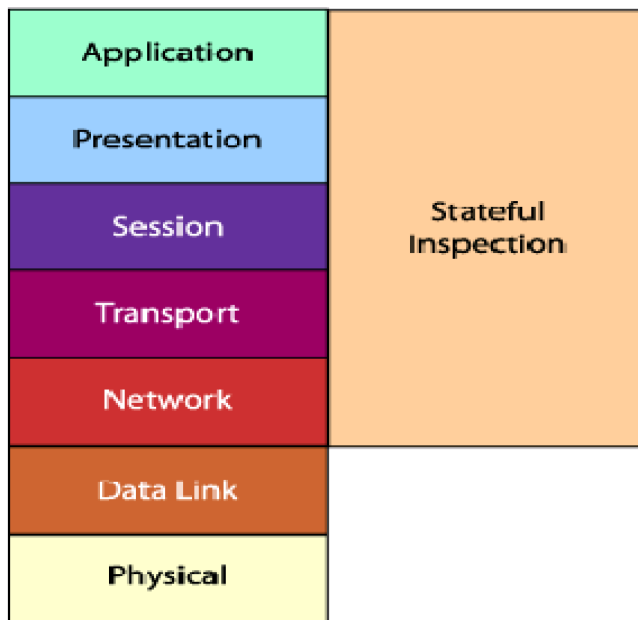 Application
Presentation
Session
Transport
Network
Data Link
Physical
Stateful
Inspection